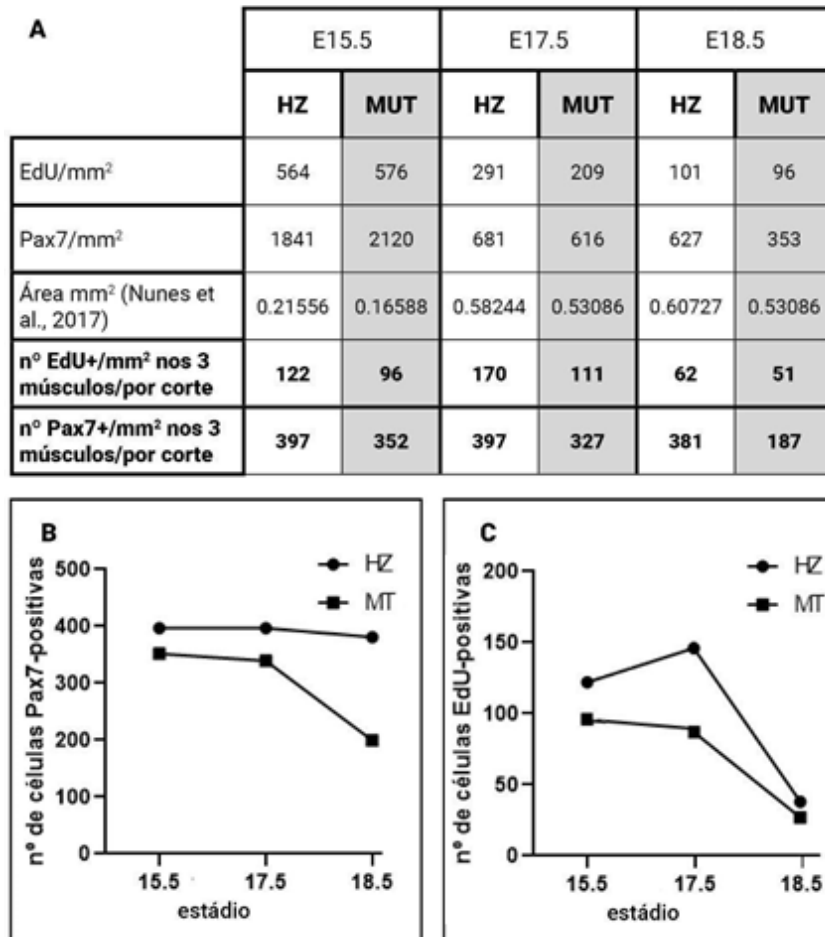 A
E15.5 E17.5 E18.5
HZ MUT HZ MUT HZ MUT
EdU/mm² 564 576 291 209 101 96
Pax7/mm² 1841 2120 681 616 627 353
Área mm² (Nunes et
al., 2017) 0.21556 0.16588 0.58244 0.53086 0.60727 0.53086
nº EdU+/mm² nos 3
músculos/por corte 122 96 170 111 62 51
nº Pax7+/mm² nos 3
músculos/por corte 397 352 397 327 381 187
B
HZ
MT
nº de células Pax7-positivas
500
400
300
200
100
0
15.5 17.5 18.5
estádio
C
HZ
MT
nº de células EdU-positivas
200
150
100
50
0
15.5 17.5 18.5
estádio